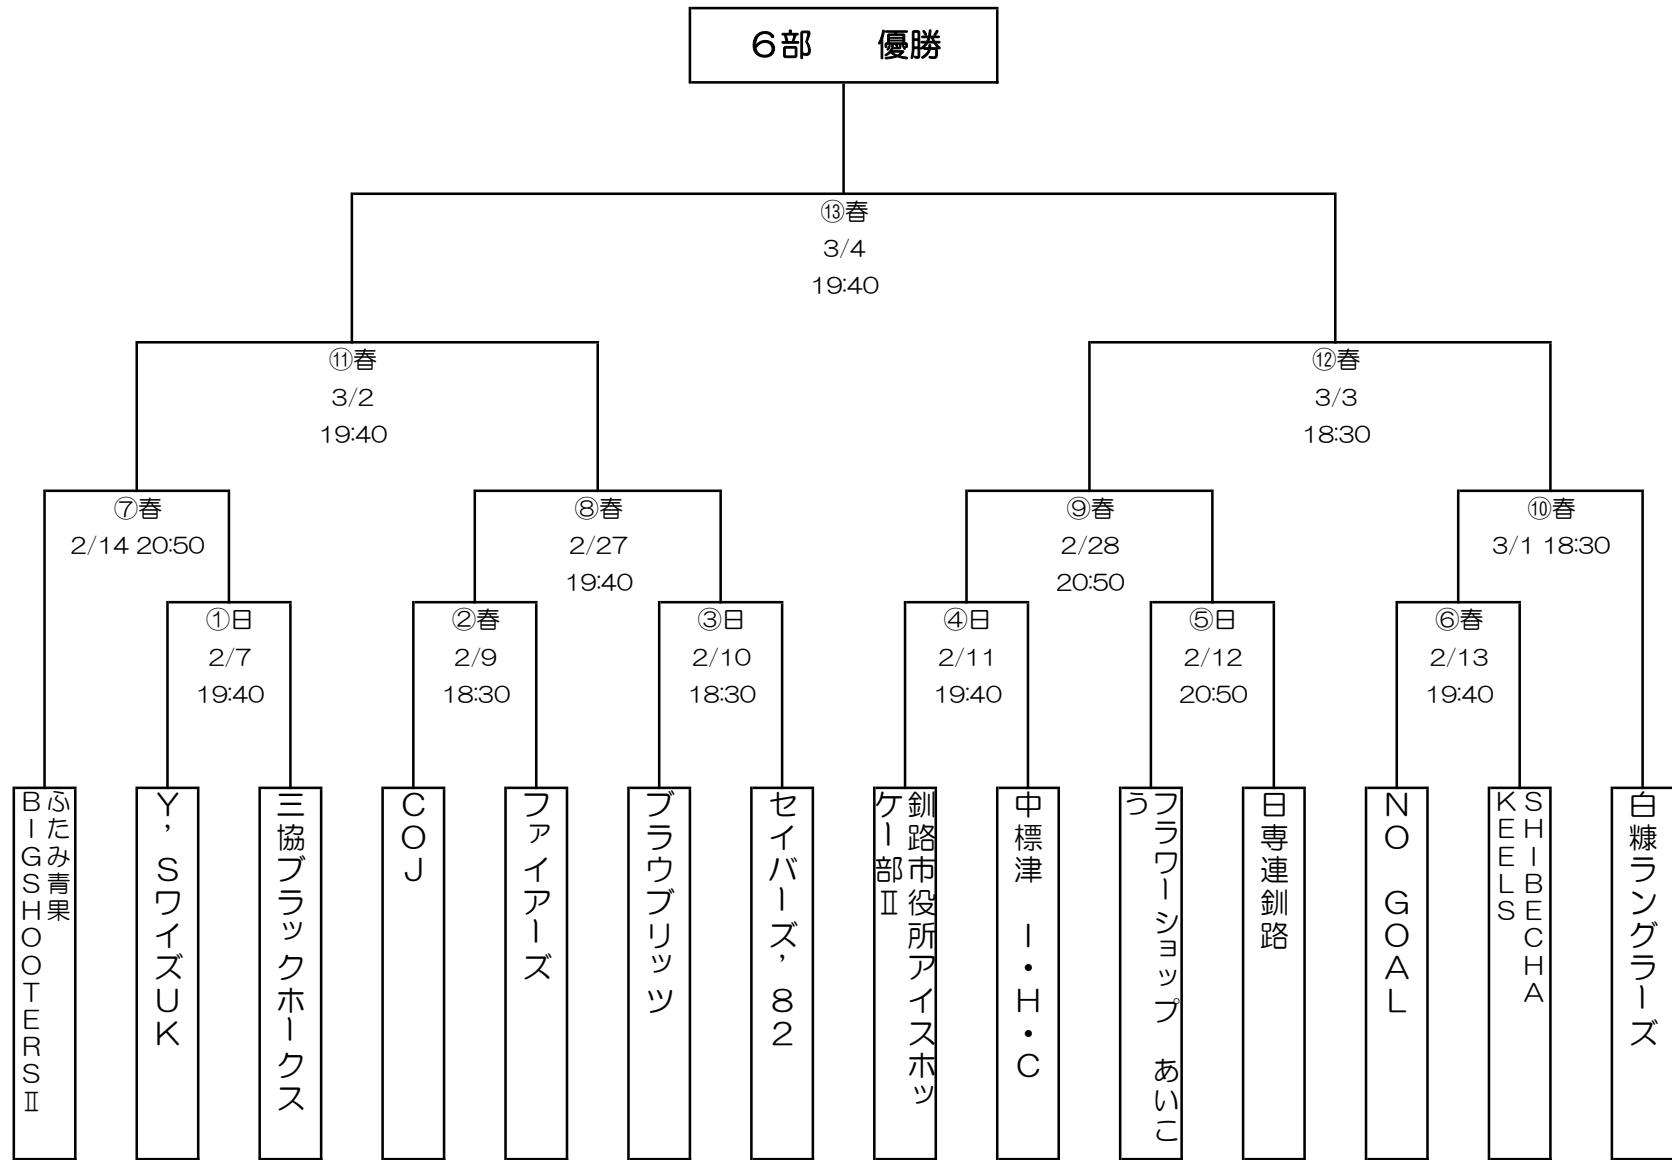 6部　　優勝
⑬春
3/4
19:40
⑪春
3/2
19:40
⑫春
3/3
18:30
⑦春
2/14 20:50
⑧春
2/27
19:40
⑨春
2/28
20:50
⑩春
3/1 18:30
①日
2/7
19:40
②春
2/9
18:30
③日
2/10
18:30
④日
2/11
19:40
⑤日
2/12
20:50
⑥春
2/13
19:40
ふたみ青果
BIGSHOOTERSⅡ
Y’SワイズUK
三協ブラックホークス
COJ
ファイアーズ
ブラウブリッツ
セイバーズ’82
釧路市役所アイスホッ
ケー部Ⅱ
中標津　I・H・C
フラワーショップ　あいこ
う
日専連釧路
NO　GOAL
SHIBECHA
KEELS
白糠ラングラーズ